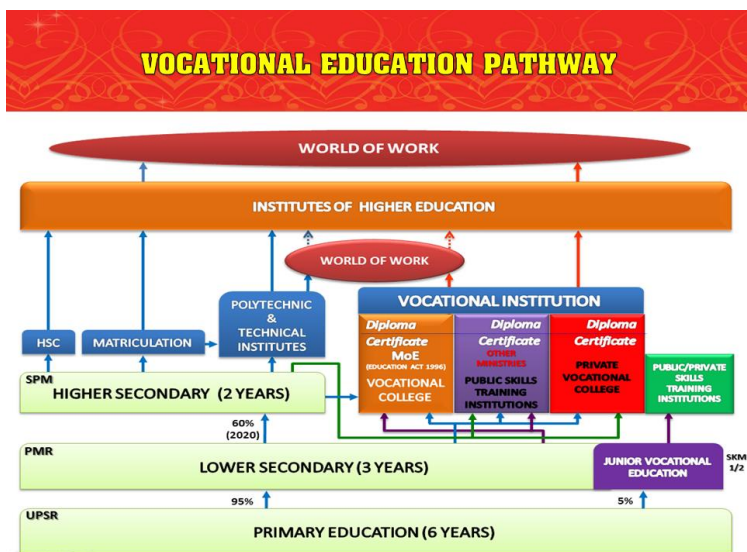 VOCATIONAL EDUCATION PATHWAY
WORLD OF WORK
INSTITUTES OF HIGHER EDUCATION
WORLD OF WORK
HSC
MATRICULATION
POLYTECHNIC
&
TECHNICAL
INSTITUTES
VOCATIONAL INSTITUTION
Diploma
Certificate
MoE
(EDUCATION ACT 1996)
VOCATIONAL
COLLEGE
Diploma
Certificate
OTHER
MINISTRIES
PUBLIC SKILLS
TRAINING
INSTITUTIONS
Diploma
Certificate
PRIVATE
VOCATIONAL
COLLEGE
PUBLIC/PRIVATE
SKILLS
TRAINING
INSTITUTIONS
SPM
HIGHER SECONDARY (2 YEARS)
60%
(2020)
PMR
LOWER SECONDARY (3 YEARS)
JUNIOR VOCATIONAL
EDUCATION
SKM
1/2
95%
5%
UPSR
PRIMARY EDUCATION (6 YEARS)